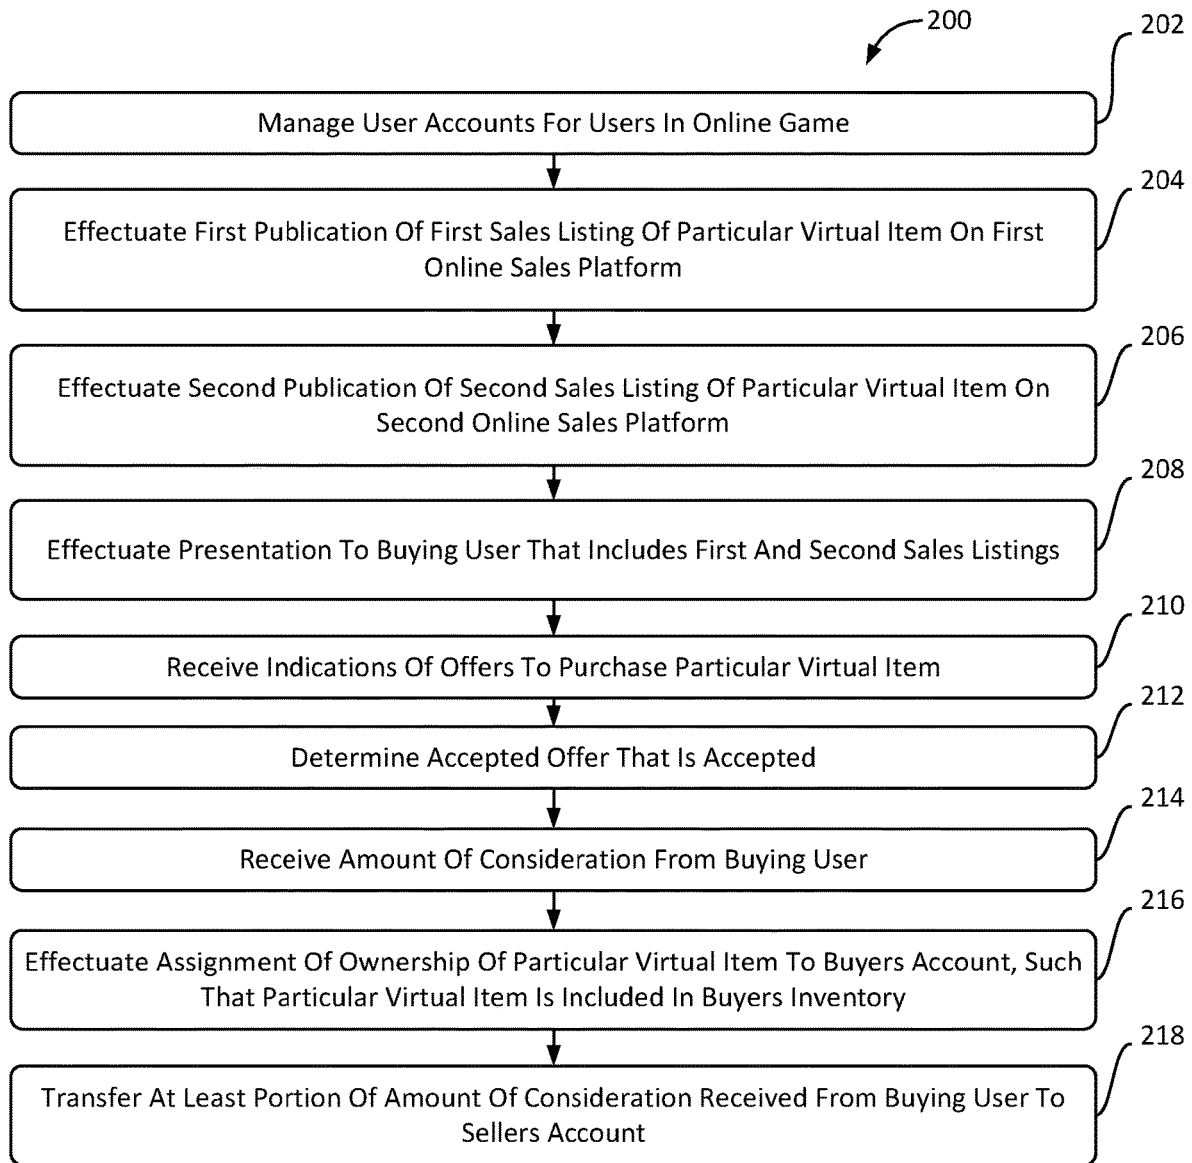 200
202
Manage User Accounts For Users In Online Game
204
Effectuate First Publication Of First Sales Listing Of Particular Virtual Item On First
Online Sales Platform
206
Effectuate Second Publication Of Second Sales Listing Of Particular Virtual Item On
Second Online Sales Platform
208
Effectuate Presentation To Buying User That Includes First And Second Sales Listings
210
Receive Indications Of Offers To Purchase Particular Virtual Item
212
Determine Accepted Offer That Is Accepted
214
Receive Amount Of Consideration From Buying User
216
Effectuate Assignment Of Ownership Of Particular Virtual Item To Buyers Account, Such
That Particular Virtual Item Is Included In Buyers Inventory
218
Transfer At Least Portion Of Amount Of Consideration Received From Buying User To
Sellers Account